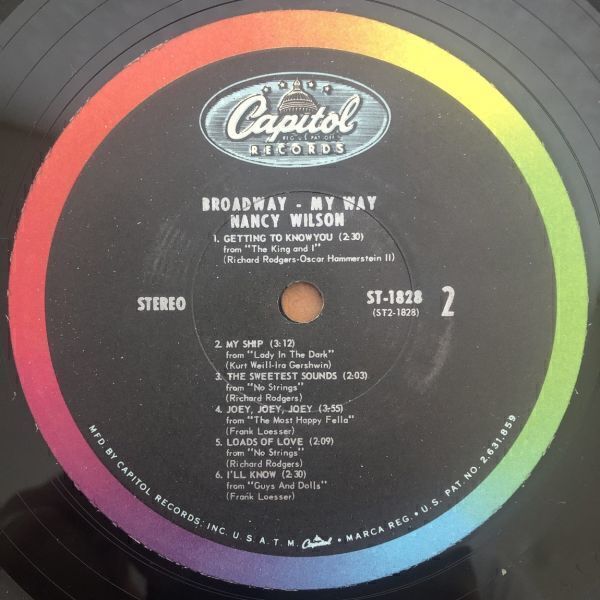 Capitol
REG. U.S. PAT. OFF.
RECORDS
BROADWAY - MY WAY
NANCY WILSON
1. GETTING TO KNOW YOU (2:30)
from "The King and I"
(Richard Rodgers-Oscar Hammerstein II)
STEREO
ST-1828
(ST2-1828)
2
2. MY SHIP (3:12)
from "Lady In The Dark"
(Kurt Weill-Ira Gershwin)
3. THE SWEETEST SOUNDS (2:03)
from "No Strings"
(Richard Rodgers)
4. JOEY, JOEY, JOEY (3:55)
from "The Most Happy Fella"
(Frank Loesser)
5. LOADS OF LOVE (2:09)
from "No Strings"
(Richard Rodgers)
6. I'LL KNOW (2:30)
from "Guys And Dolls"
(Frank Loesser)
MFD. BY CAPITOL RECORDS, INC. U.S.A. T.M. Capitol • MARCA REG. • U.S. PAT. NO. 2,631,859.